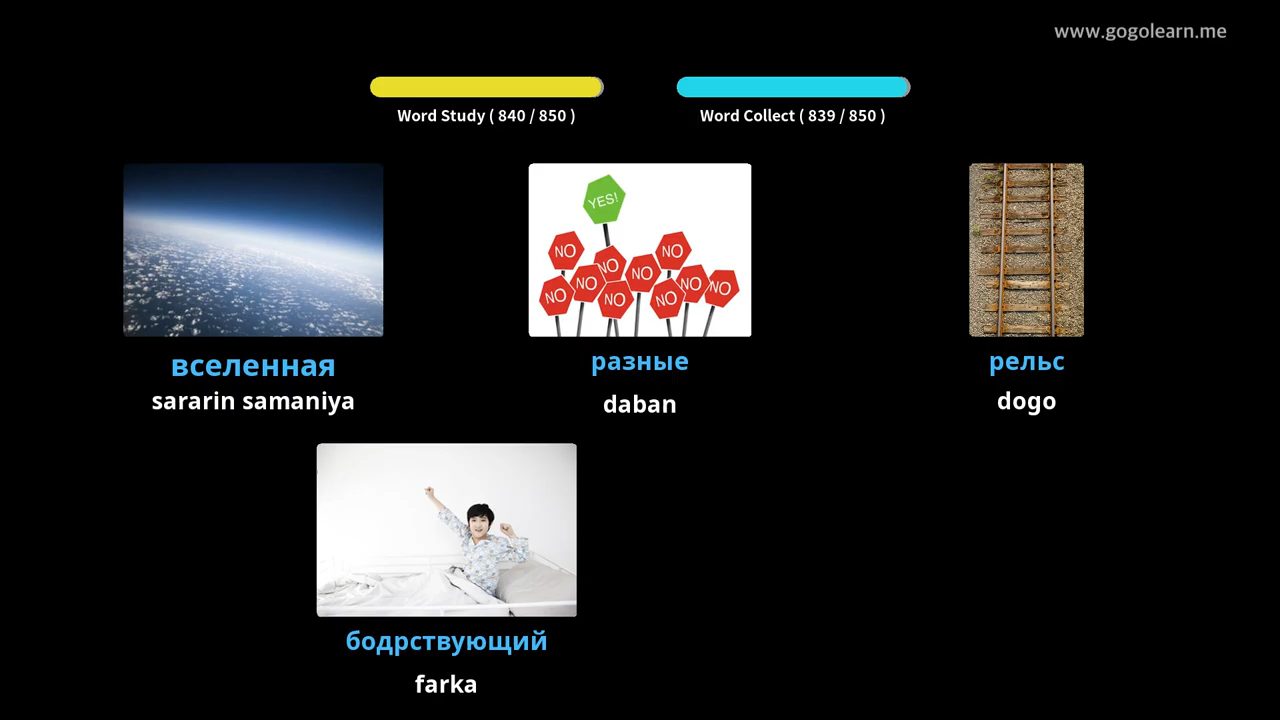 www.gogolearn.me
Word Study ( 840 / 850 )
Word Collect ( 839 / 850 )
YES!
NO
NO
NO
NO
NO
NO
NO
NO
NO
NO
вселенная
sararin samaniya
разные
daban
рельс
dogo
бодрствующий
farka